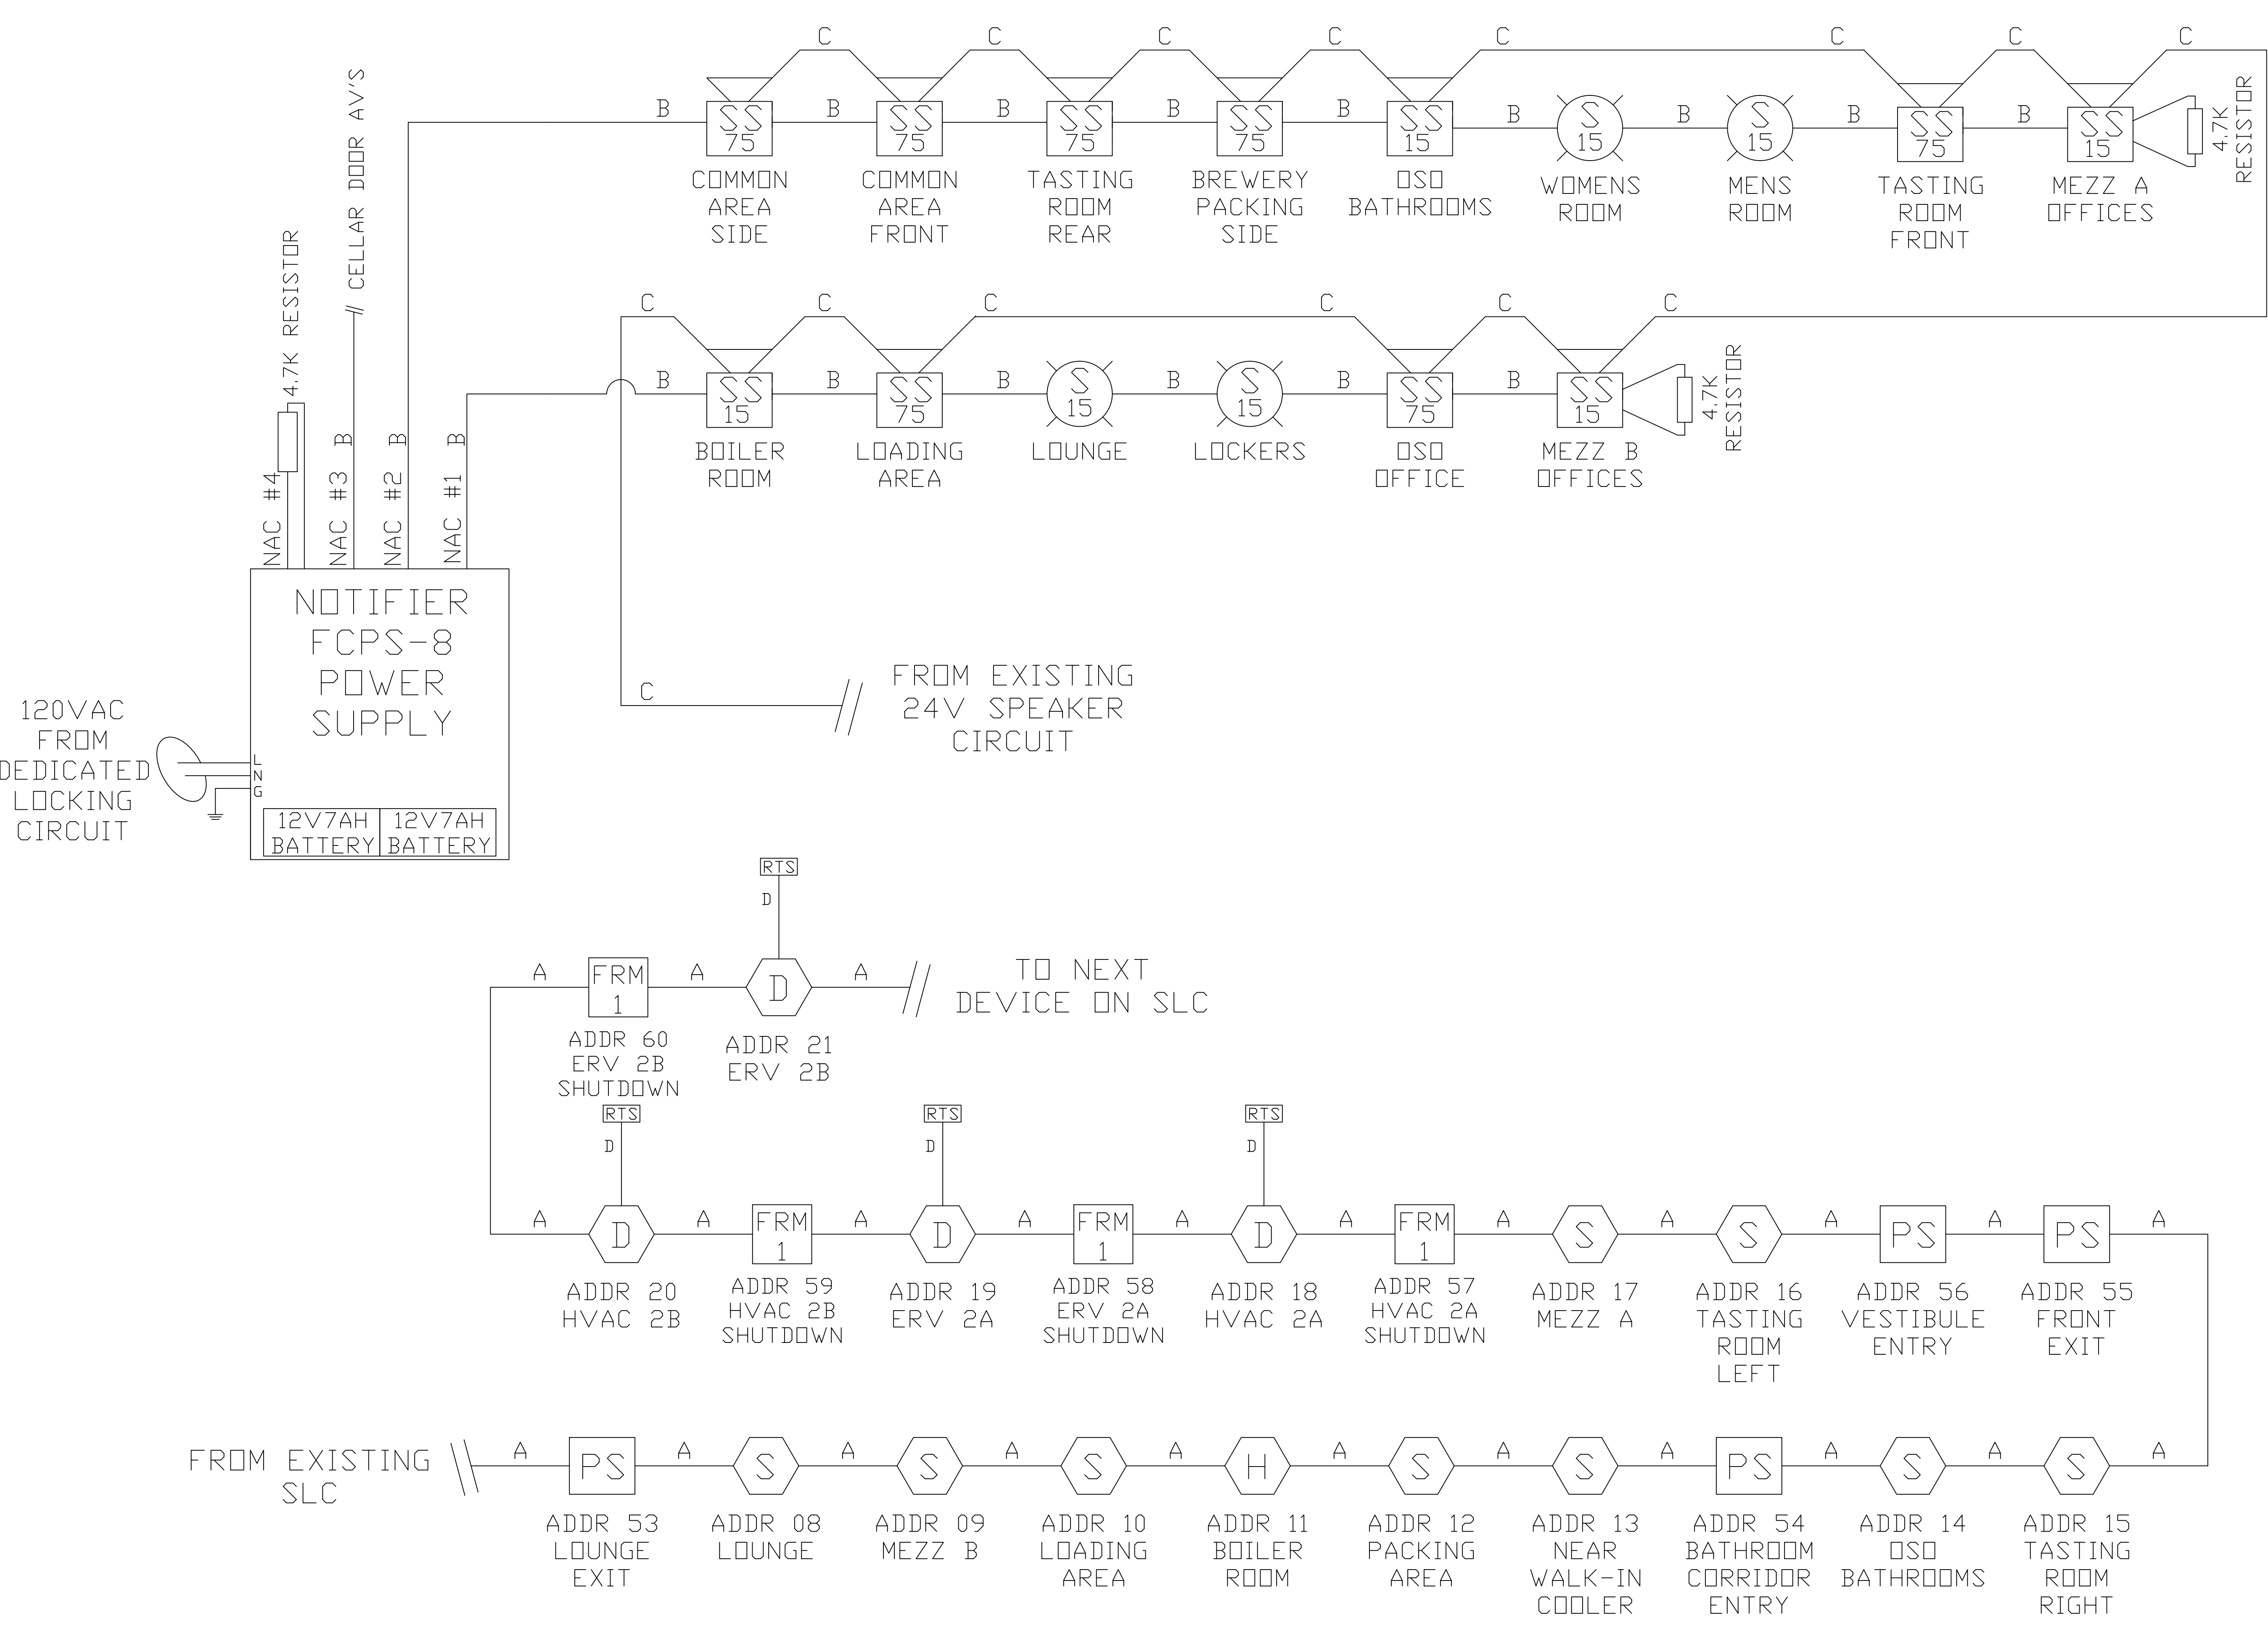 C C C C C C C C
CELLAR DOOR AV'S
B B B B B B B B B
SS SS SS SS SS S S SS SS
75 75 75 75 15 15 15 75 15
4.7K
RESISTOR
COMMON
AREA
SIDE
COMMON
AREA
FRONT
TASTING
ROOM
REAR
BREWERY
PACKING
SIDE
OSO
BATHROOMS
WOMENS
ROOM
MENS
ROOM
TASTING
ROOM
FRONT
MEZZ A
OFFICES
C C C C C C
4.7K RESISTOR
B B B B B B
SS SS S S SS SS
15 75 15 15 75 15
4.7K
RESISTOR
BOILER
ROOM
LOADING
AREA
LOUNGE
LOCKERS
OSO
OFFICE
MEZZ B
OFFICES
B B B
NAC #4
NAC #3
NAC #2
NAC #1
NOTIFIER
FCPS-8
POWER
SUPPLY
120VAC
FROM
DEDICATED
LOCKING
CIRCUIT
L
N
G
12V7AH
BATTERY
12V7AH
BATTERY
C
FROM EXISTING
24V SPEAKER
CIRCUIT
RTS
D
A A A
FRM
1
D
TO NEXT
DEVICE ON SLC
ADDR 60
ERV 2B
SHUTDOWN
ADDR 21
ERV 2B
RTS RTS RTS
D D D
A A A A A A A A A A A
D
FRM
1
D
FRM
1
D
FRM
1
S
S
PS
PS
ADDR 20
HVAC 2B
ADDR 59
HVAC 2B
SHUTDOWN
ADDR 19
ERV 2A
ADDR 58
ERV 2A
SHUTDOWN
ADDR 18
HVAC 2A
ADDR 57
HVAC 2A
SHUTDOWN
ADDR 17
MEZZ A
ADDR 16
TASTING
ROOM
LEFT
ADDR 56
VESTIBULE
ENTRY
ADDR 55
FRONT
EXIT
FROM EXISTING
SLC
A A A A A A A A A A A
PS S S S H S S PS S S
ADDR 53
LOUNGE
EXIT
ADDR 08
LOUNGE
ADDR 09
MEZZ B
ADDR 10
LOADING
AREA
ADDR 11
BOILER
ROOM
ADDR 12
PACKING
AREA
ADDR 13
NEAR
WALK-IN
COOLER
ADDR 54
BATHROOM
CORRIDOR
ENTRY
ADDR 14
OSO
BATHROOMS
ADDR 15
TASTING
ROOM
RIGHT